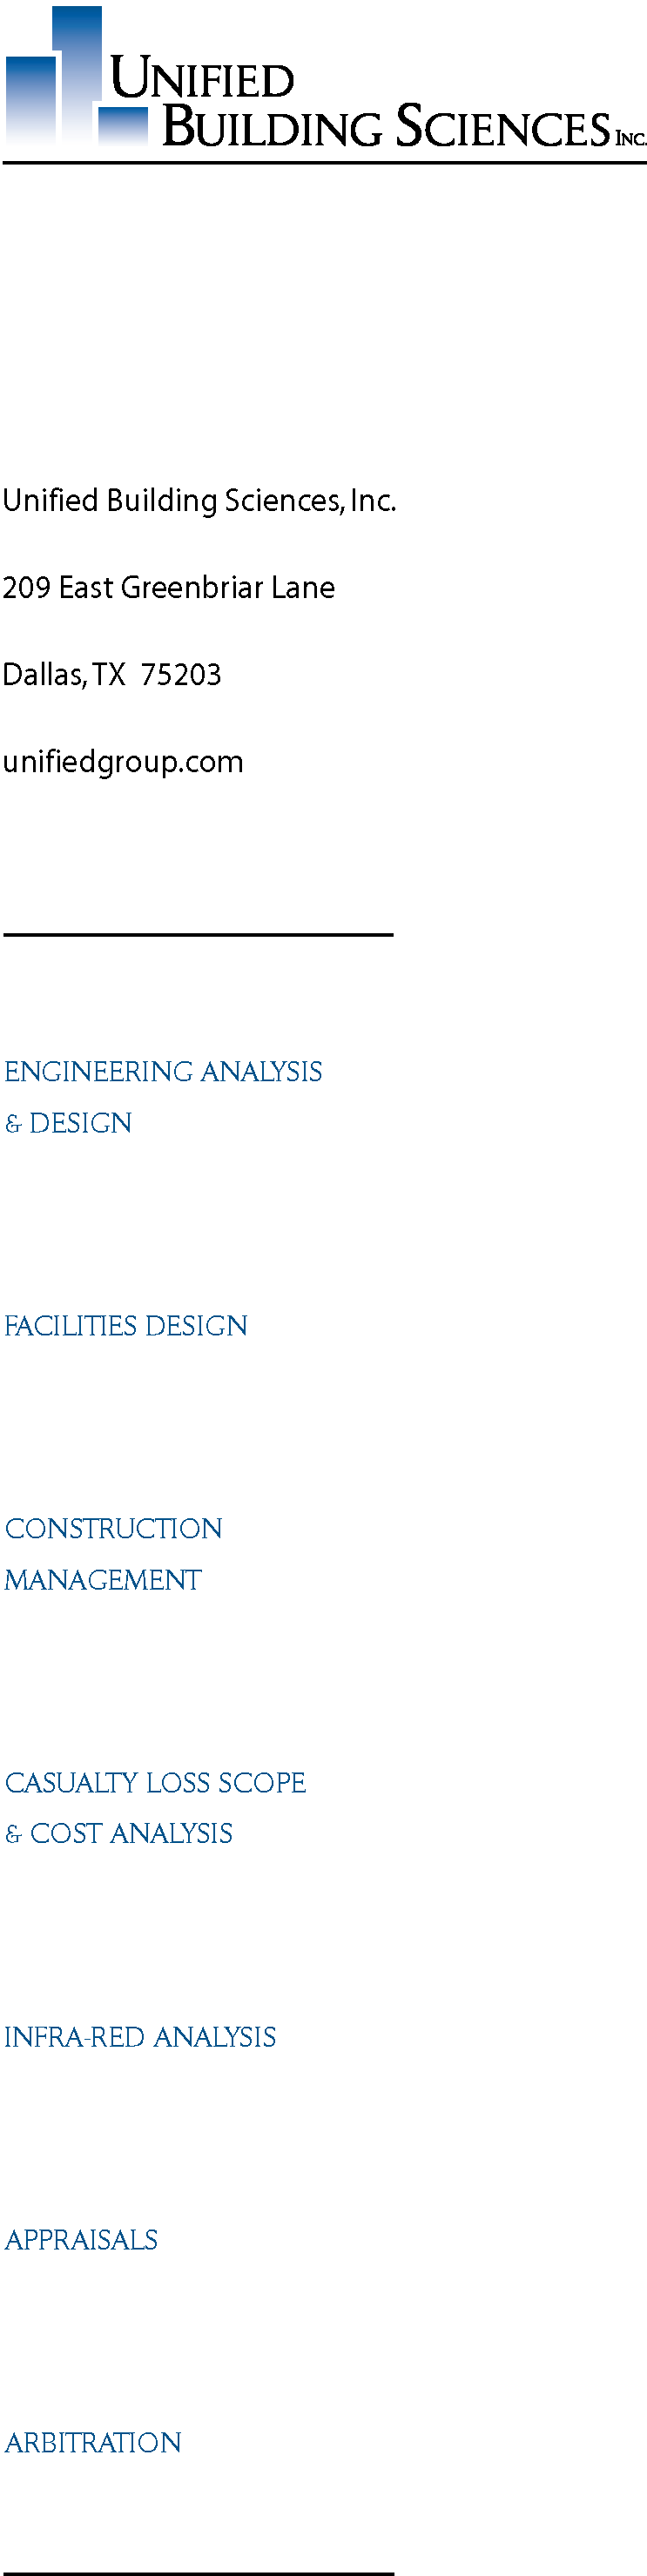 UNIFIED
BUILDING SCIENCES INC.
Unified Building Sciences, Inc.
209 East Greenbriar Lane
Dallas, TX  75203
unifiedgroup.com
ENGINEERING ANALYSIS
& DESIGN
FACILITIES DESIGN
CONSTRUCTION
MANAGEMENT
CASUALTY LOSS SCOPE
& COST ANALYSIS
INFRA-RED ANALYSIS
APPRAISALS
ARBITRATION